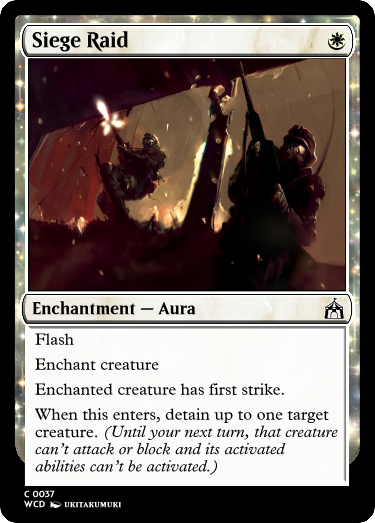 Siege Raid
Enchantment — Aura
Flash
Enchant creature
Enchanted creature has first strike.
When this enters, detain up to one target
creature. (Until your next turn, that creature
can't attack or block and its activated
abilities can't be activated.)
C 0037
WCD UKITAKUMUKI